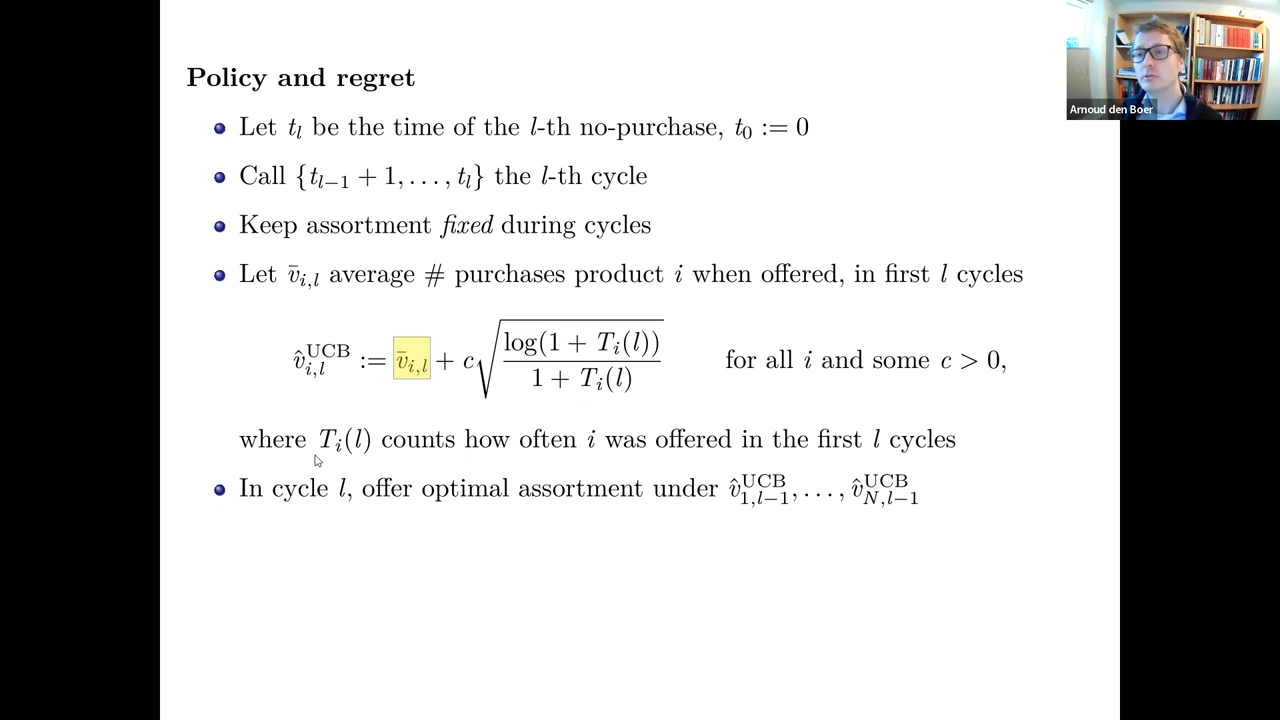 Policy and regret
Let t_l be the time of the l-th no-purchase, t_0 := 0
Call {t_{l−1} + 1, . . . , t_l} the l-th cycle
Keep assortment fixed during cycles
Let v̄_{i,l} average # purchases product i when offered, in first l cycles
v̂^{UCB}_{i,l} := v̄_{i,l} + c√(log(1 + T_i(l)) / (1 + T_i(l))) for all i and some c > 0,
where T_i(l) counts how often i was offered in the first l cycles
In cycle l, offer optimal assortment under v̂^{UCB}_{1,l−1}, . . . , v̂^{UCB}_{N,l−1}
Arnoud den Boer